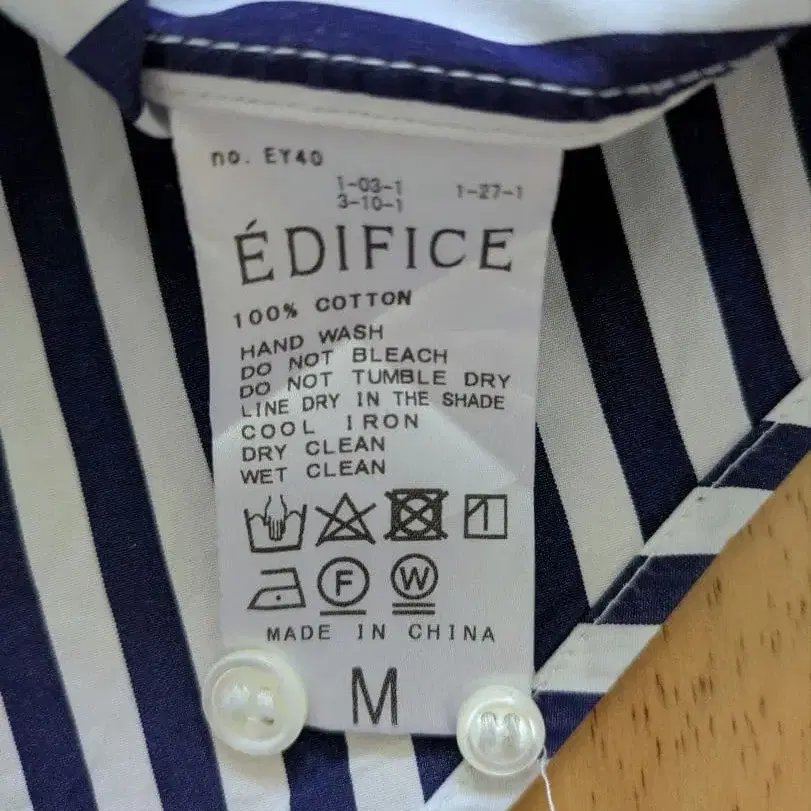 no. EY40
1-03-1 1-27-1
3-10-1
ÉDIFICE
100% COTTON
HAND WASH
DO NOT BLEACH
DO NOT TUMBLE DRY
LINE DRY IN THE SHADE
COOL IRON
DRY CLEAN
WET CLEAN
F W
MADE IN CHINA
M